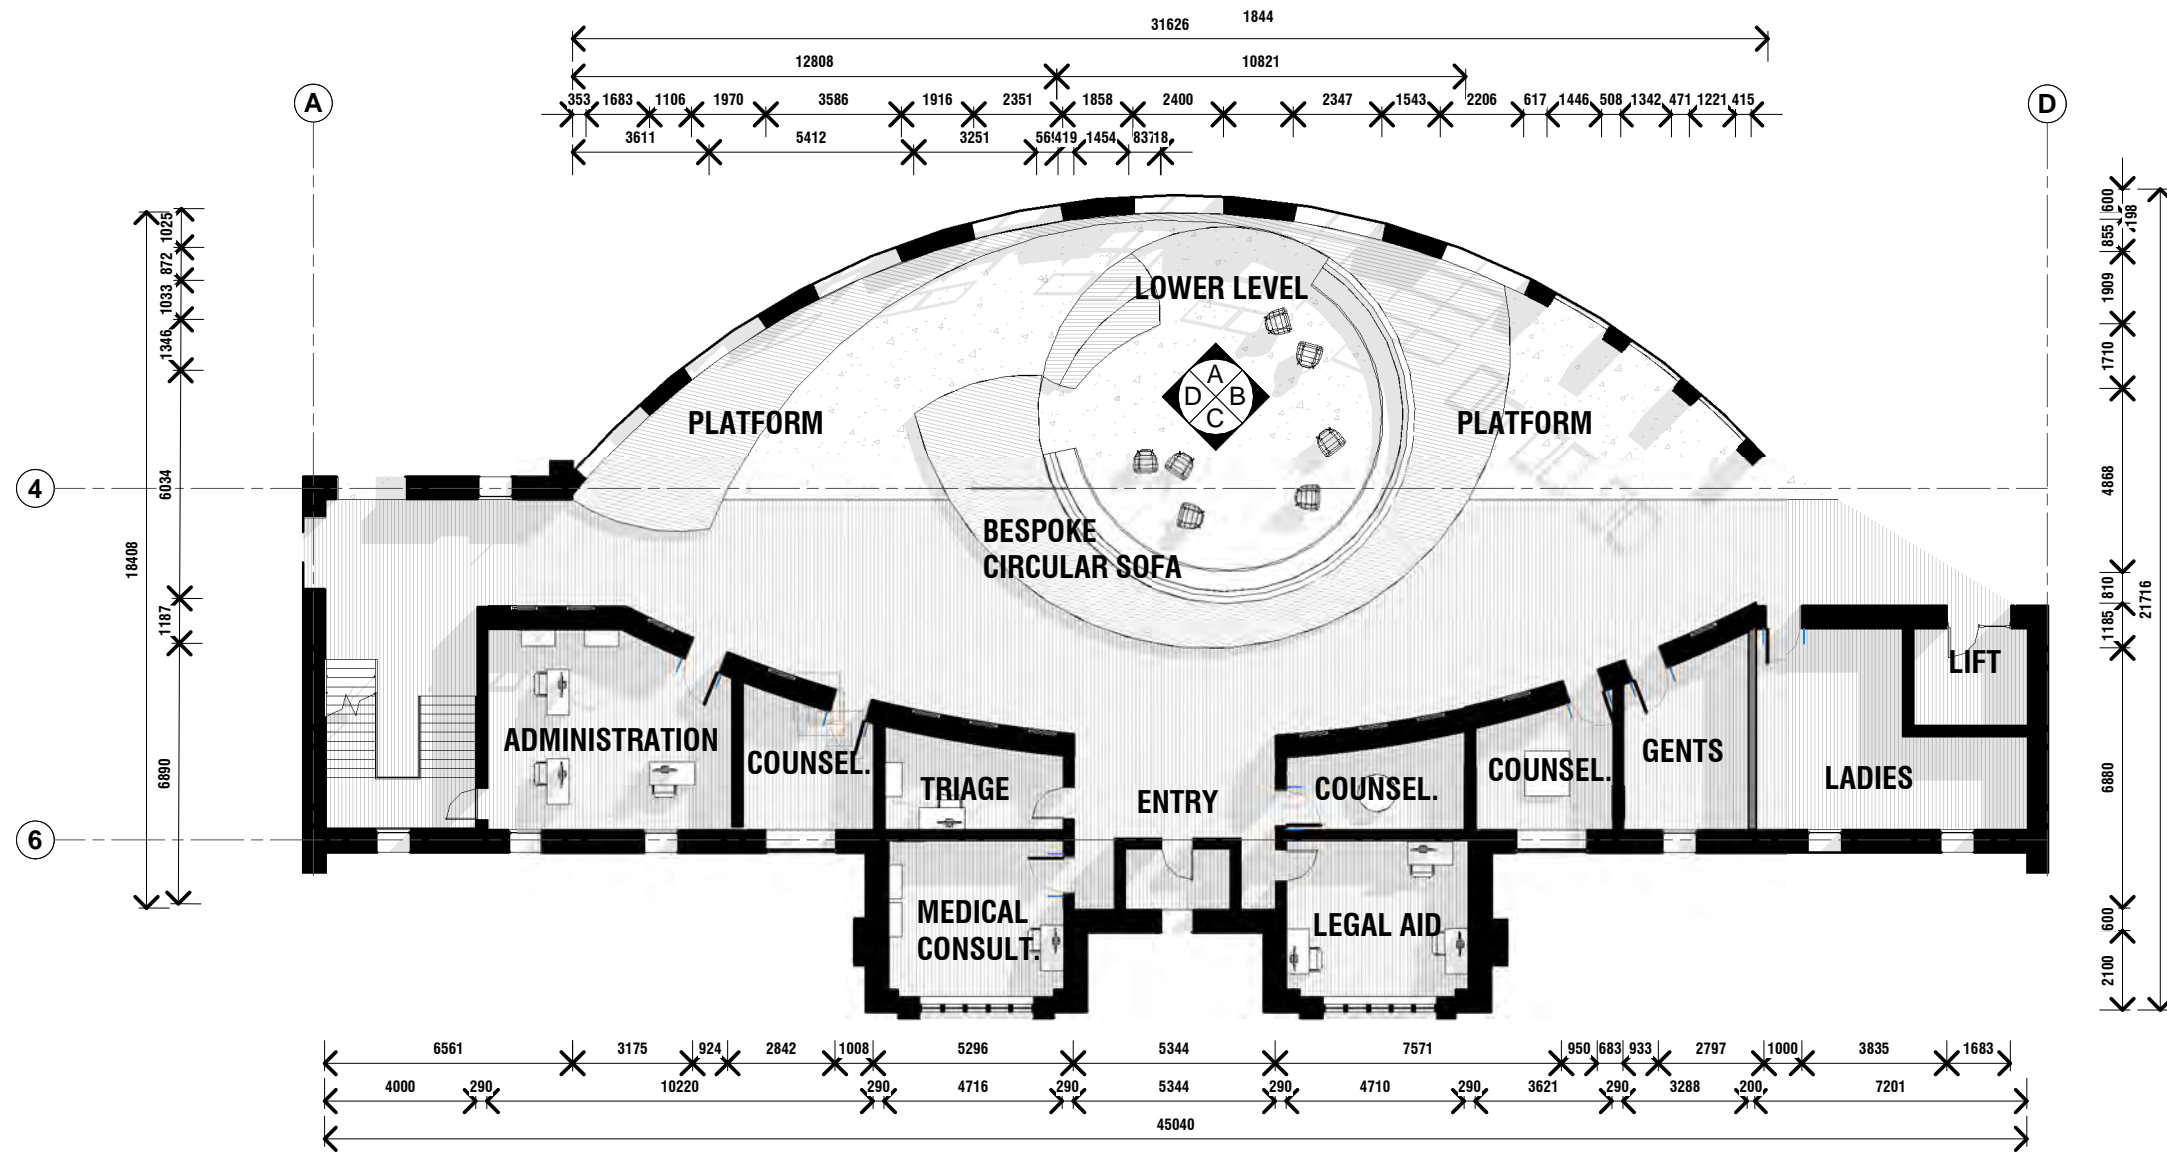 1844
31626
12808 10821
A D
353 1683 1106 1970 3586 1916 2351 1858 2400 2347 1543 2206 617 1446 508 1342 471 1221 415
3611 5412 3251 419 1454
1025
872
1033
1346
6034
18408
1187
6890
600
198
855
1909
1710
4868
810
21716
1185
6880
600
2100
LOWER LEVEL
A
D B
C
PLATFORM PLATFORM
4
BESPOKE
CIRCULAR SOFA
LIFT
ADMINISTRATION
COUNSEL.
TRIAGE
ENTRY
COUNSEL.
COUNSEL.
GENTS
LADIES
6
MEDICAL
CONSULT.
LEGAL AID
6561 3175 924 2842 1008 5296 5344 7571 950 683 933 2797 1000 3835 1683
4000 290 10220 290 4716 290 5344 290 4710 290 3621 290 3288 200 7201
45040